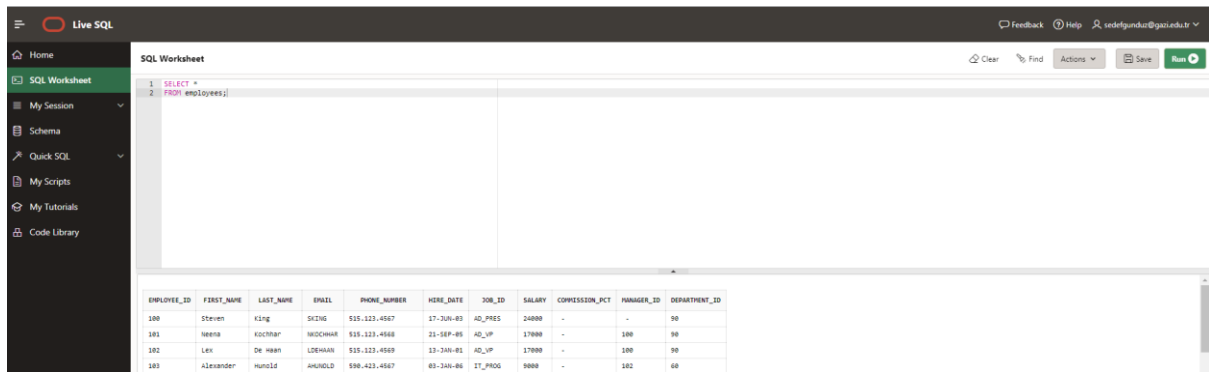 Live SQL
Feedback Help sedefgunduz@gazi.edu.tr
Home
SQL Worksheet
My Session
Schema
Quick SQL
My Scripts
My Tutorials
Code Library
SQL Worksheet
Clear Find Actions Save Run
1 SELECT *
2 FROM employees;
EMPLOYEE_ID FIRST_NAME LAST_NAME EMAIL PHONE_NUMBER HIRE_DATE JOB_ID SALARY COMMISSION_PCT MANAGER_ID DEPARTMENT_ID
100 Steven King SKING 515.123.4567 17-JUN-03 AD_PRES 24000 - - 90
101 Neena Kochhar NKOCHHAR 515.123.4568 21-SEP-05 AD_VP 17000 - 100 90
102 Lex De Haan LDEHAAN 515.123.4569 13-JAN-01 AD_VP 17000 - 100 90
103 Alexander Hunold AHUNOLD 590.423.4567 03-JAN-06 IT_PROG 9000 - 102 60